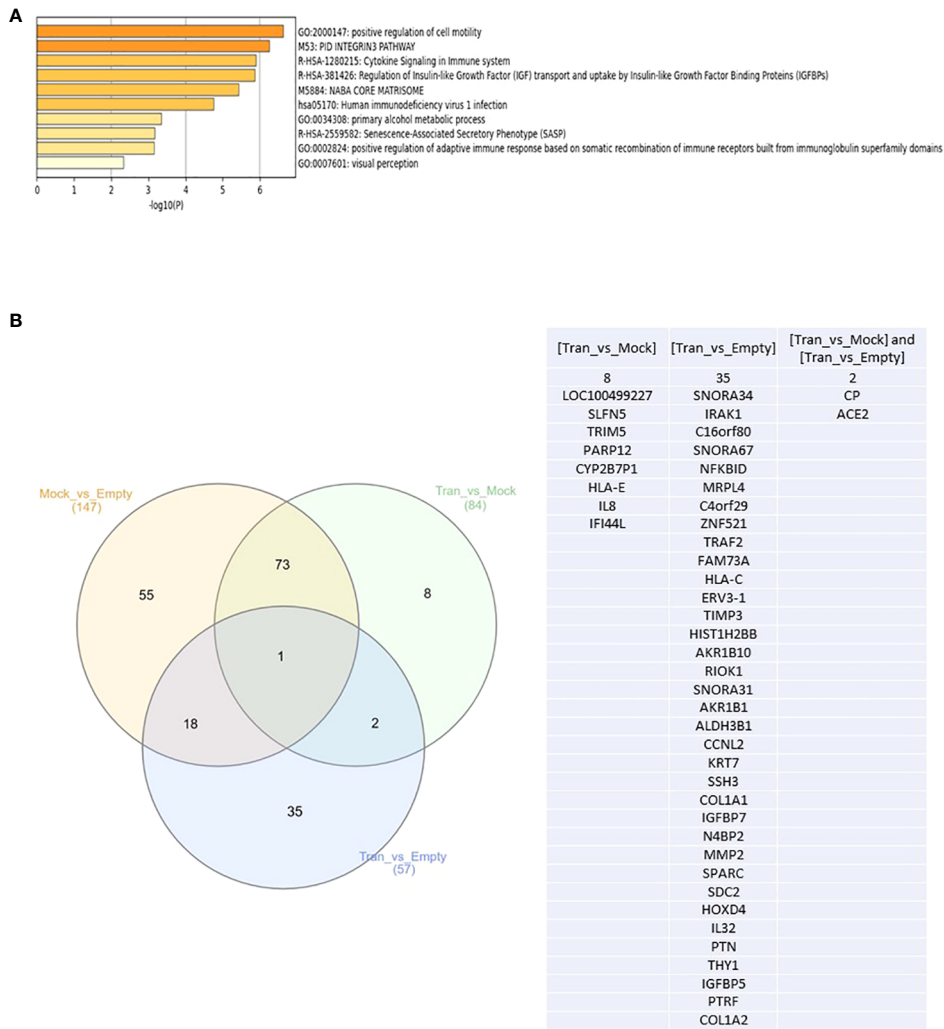 A
GO:2000147: positive regulation of cell motility
M53: PID INTEGRIN3 PATHWAY
R-HSA-1280215: Cytokine Signaling in Immune system
R-HSA-381426: Regulation of Insulin-like Growth Factor (IGF) transport and uptake by Insulin-like Growth Factor Binding Proteins (IGFBPs)
M5884: NABA CORE MATRISOME
hsa05170: Human immunodeficiency virus 1 infection
GO:0034308: primary alcohol metabolic process
R-HSA-2559582: Senescence-Associated Secretory Phenotype (SASP)
GO:0002824: positive regulation of adaptive immune response based on somatic recombination of immune receptors built from immunoglobulin superfamily domains
GO:0007601: visual perception
0 1 2 3 4 5 6
-log10(P)
B
Mock_vs_Empty
(147)
Tran_vs_Mock
(84)
73
55
8
1
18
2
35
Tran_vs_Empty
(57)
[Tran_vs_Mock] [Tran_vs_Empty] [Tran_vs_Mock] and
[Tran_vs_Empty]
8 35 2
LOC100499227 SNORA34 CP
SLFN5 IRAK1 ACE2
TRIM5 C16orf80
PARP12 SNORA67
CYP2B7P1 NFKBID
HLA-E MRPL4
IL8 C4orf29
IFI44L ZNF521
TRAF2
FAM73A
HLA-C
ERV3-1
TIMP3
HIST1H2BB
AKR1B10
RIOK1
SNORA31
AKR1B1
ALDH3B1
CCNL2
KRT7
SSH3
COL1A1
IGFBP7
N4BP2
MMP2
SPARC
SDC2
HOXD4
IL32
PTN
THY1
IGFBP5
PTRF
COL1A2